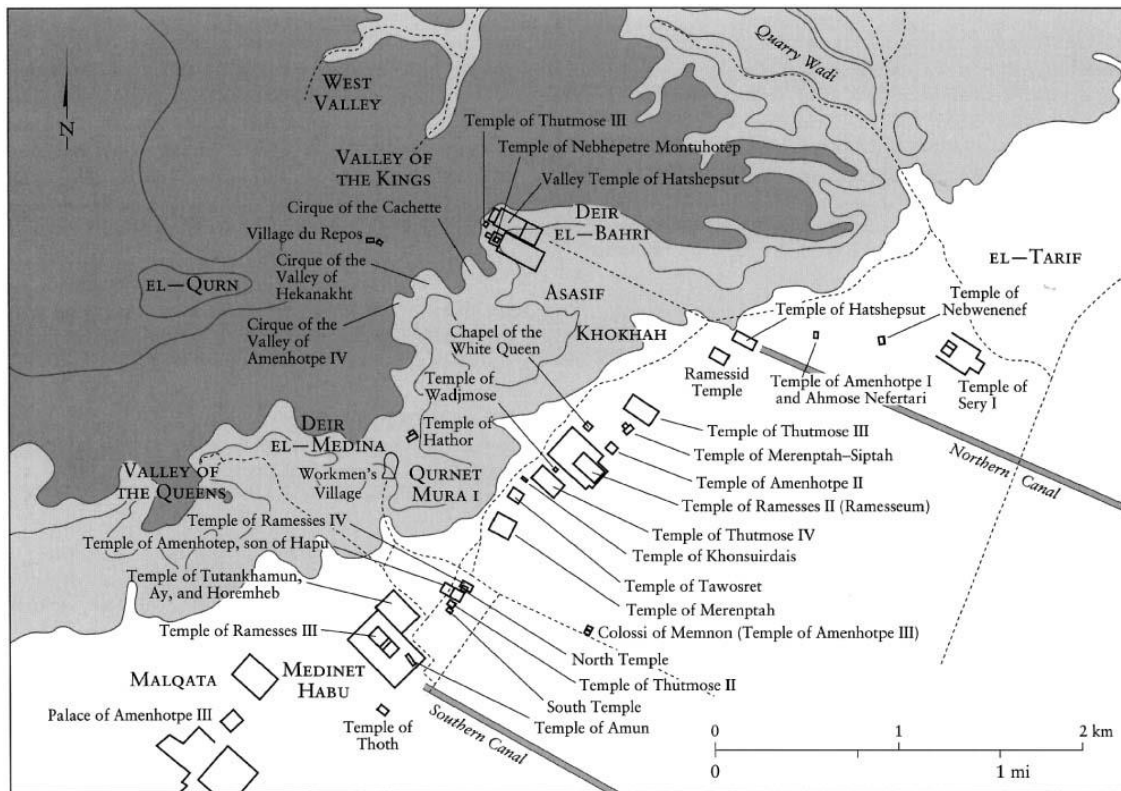 Quarry Wadi
WEST
VALLEY
N
Temple of Thutmose III
Temple of Nebhepetre Montuhotep
VALLEY OF
THE KINGS
Valley Temple of Hatshepsut
Cirque of the Cachette
DEIR
EL–BAHRI
Village du Repos
EL–TARIF
Cirque of the
Valley of
Hekanakht
EL–QURN
ASASIF
Temple of
Nebwenenef
Temple of Hatshepsut
Cirque of
the Valley of
Amenhotpe IV
Chapel of the
White Queen
KHOKHAH
Ramessid
Temple
Temple of Amenhotpe I
and Ahmose Nefertari
Temple of
Sery I
Temple of
Wadjmose
DEIR
EL–MEDINA
Temple of
Hathor
Temple of Thutmose III
Temple of Merenptah–Siptah
Northern Canal
VALLEY OF
THE QUEENS
Workmen's
Village
QURNET
MURA I
Temple of Amenhotpe II
Temple of Ramesses II (Ramesseum)
Temple of Ramesses IV
Temple of Thutmose IV
Temple of Amenhotep, son of Hapu
Temple of Khonsuirdais
Temple of Tutankhamun,
Ay, and Horemheb
Temple of Tawosret
Temple of Merenptah
Temple of Ramesses III
Colossi of Memnon (Temple of Amenhotpe III)
North Temple
MALQATA
MEDINET
HABU
Temple of Thutmose II
South Temple
Palace of Amenhotpe III
Temple of
Thoth
Southern Canal
Temple of Amun
0 1 2 km
0 1 mi